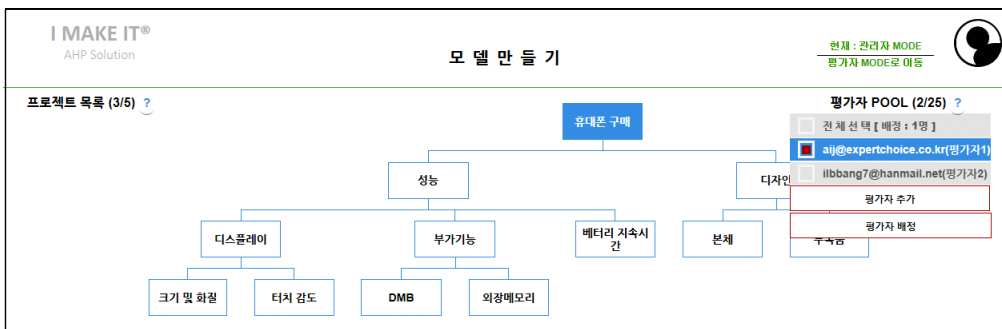 I MAKE IT®
AHP Solution
모 델 만 들 기
현재 : 관리자 MODE
평가자 MODE로 이동
프로젝트 목록 (3/5) ?
평가자 POOL (2/25) ?
전 체 선 택 [ 배정 : 1명 ]
aij@expertchoice.co.kr(평가자1)
ilbbang7@hanmail.net(평가자2)
평가자 추가
평가자 배정
휴대폰 구매
성능
디자인
디스플레이
부가기능
베터리 지속시
간
본체
크기 및 화질
터치 감도
DMB
외장메모리